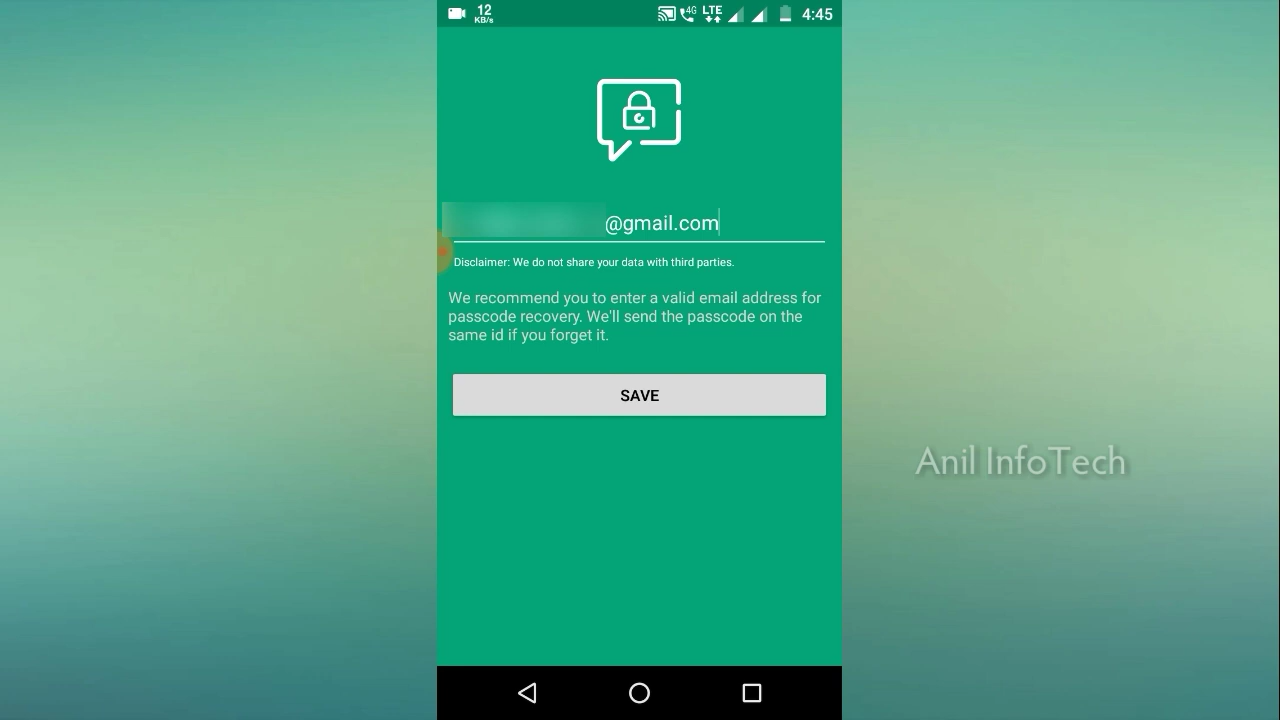 12
KB/s
4G
LTE
4:45
@gmail.com
Disclaimer: We do not share your data with third parties.
We recommend you to enter a valid email address for
passcode recovery. We'll send the passcode on the
same id if you forget it.
SAVE
Anil InfoTech